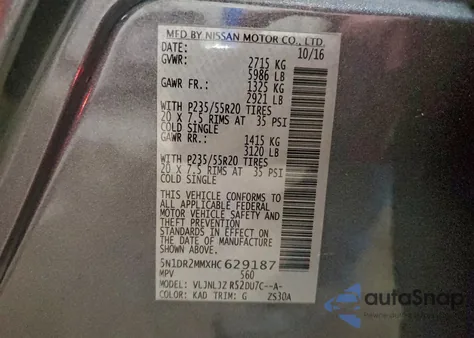 MFD BY NISSAN MOTOR CO., LTD.
DATE: 10/16
GVWR: 2715 KG
5986 LB
GAWR FR.: 1325 KG
2921 LB
WITH P235/55R20 TIRES
20 X 7.5 RIMS AT 35 PSI
COLD SINGLE
GAWR RR.: 1415 KG
3120 LB
WITH P235/55R20 TIRES
20 X 7.5 RIMS AT 35 PSI
COLD SINGLE
THIS VEHICLE CONFORMS TO
ALL APPLICABLE FEDERAL
MOTOR VEHICLE SAFETY AND
THEFT PREVENTION
STANDARDS IN EFFECT ON
THE DATE OF MANUFACTURE
SHOWN ABOVE.
5N1DR2MMXHC 629187
MPV 560
MODEL: VLJNLJZ RS2DU7C--A-
COLOR: KAD TRIM: G ZS30A
autoSnap